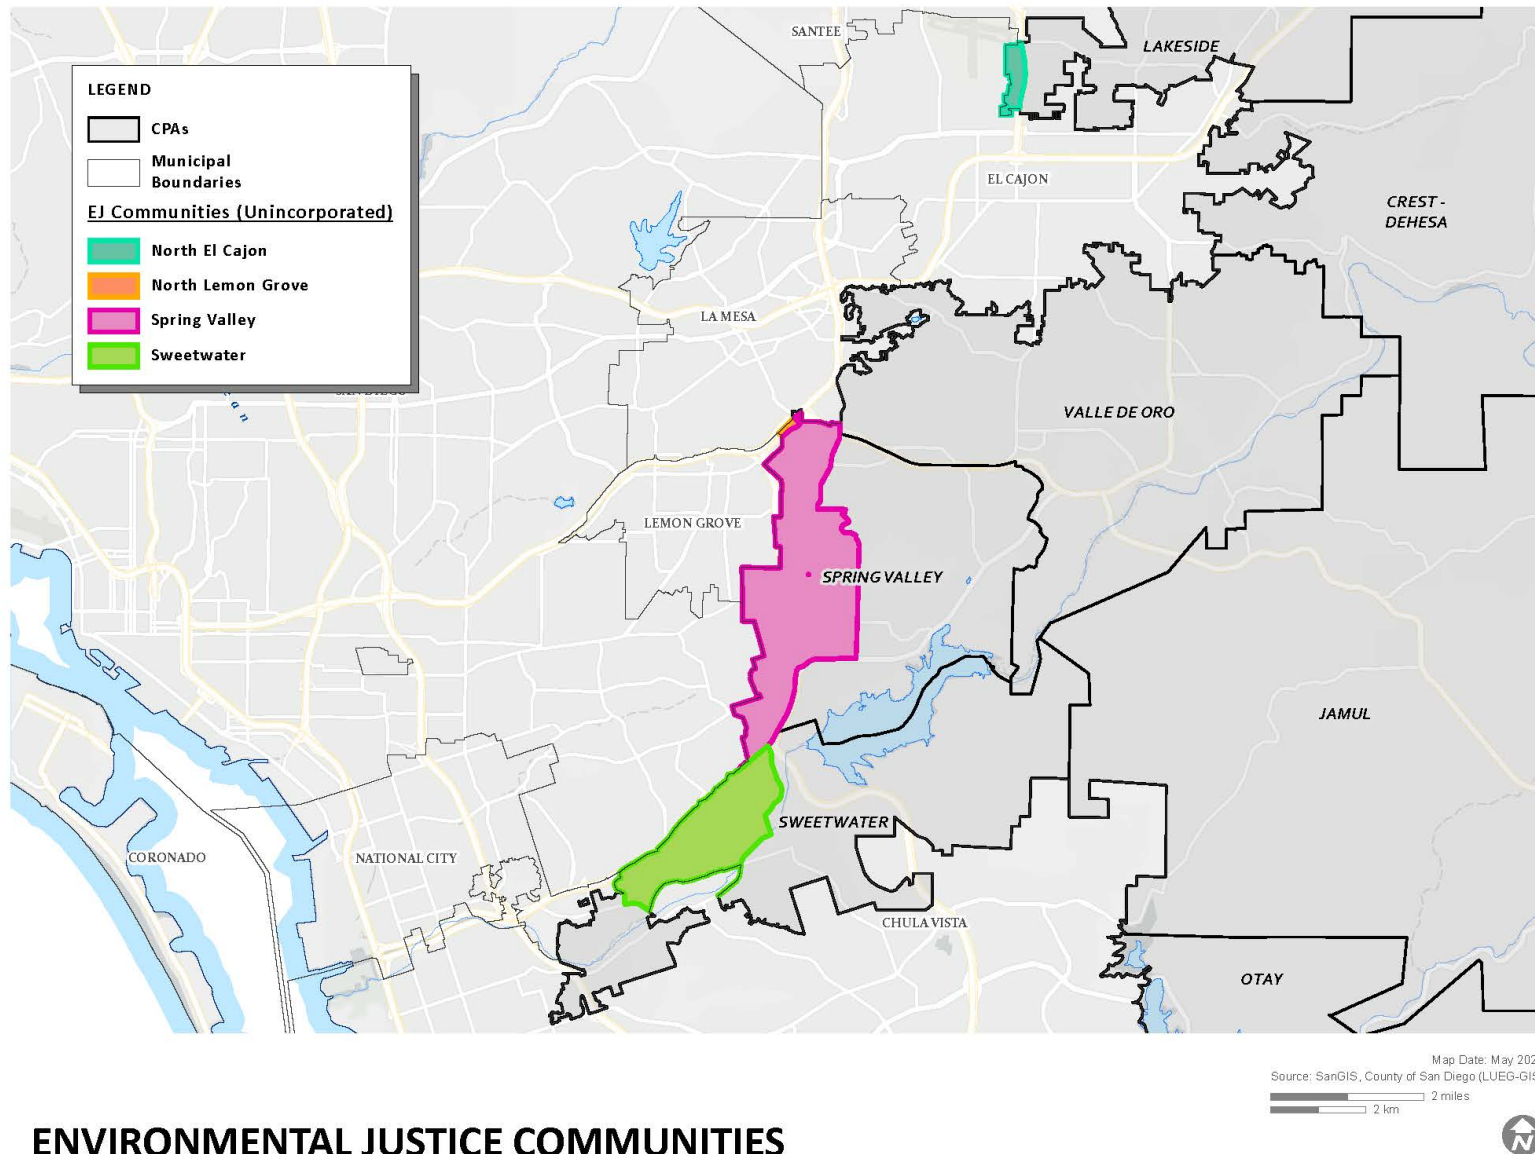 SANTEE
LAKESIDE
LEGEND
CPAs
Municipal
Boundaries
EJ Communities (Unincorporated)
North El Cajon
North Lemon Grove
Spring Valley
Sweetwater
EL CAJON
CREST -
DEHESA
LA MESA
VALLE DE ORO
LEMON GROVE
SPRING VALLEY
JAMUL
SWEETWATER
CORONADO
NATIONAL CITY
CHULA VISTA
OTAY
Map Date: May 202
Source: SanGIS, County of San Diego (LUEG-GIS
2 miles
2 km
N
ENVIRONMENTAL JUSTICE COMMUNITIES